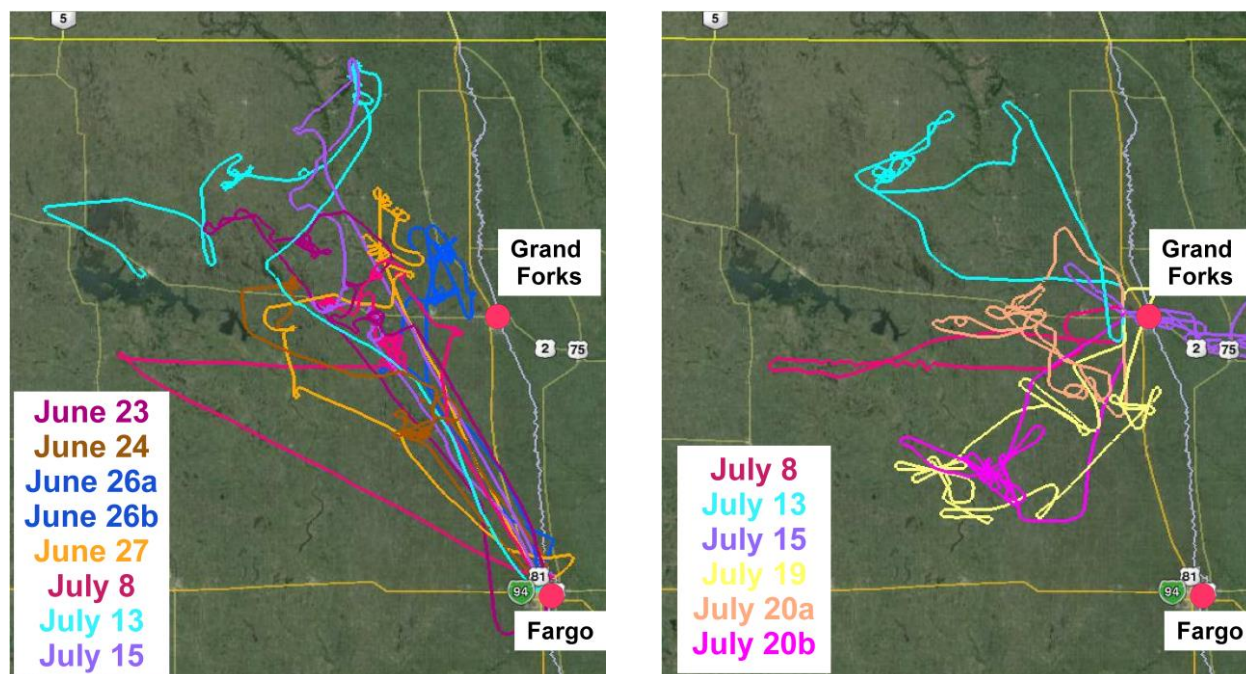 5
Grand
Forks
2
75
June 23
June 24
June 26a
June 26b
June 27
July 8
July 13
July 15
81
94
Fargo
5
Grand
Forks
2
75
July 8
July 13
July 15
July 19
July 20a
July 20b
81
94
Fargo